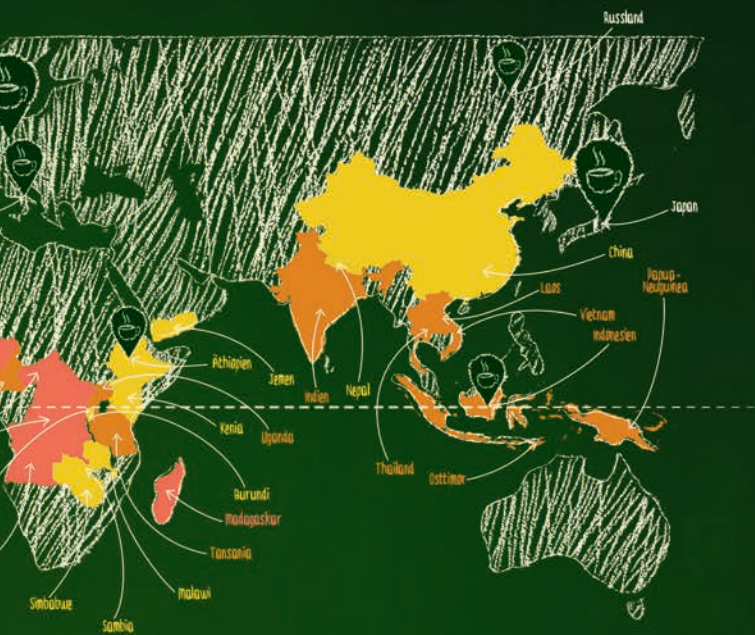 Russland
Japan
China
Papua-
Neuguinea
Laos
Vietnam
Indonesien
Äthiopien
Jemen
Indien
Nepal
Kenia
Uganda
Thailand
Osttimor
Burundi
Madagaskar
Tansania
Malawi
Simbabwe
Sambia